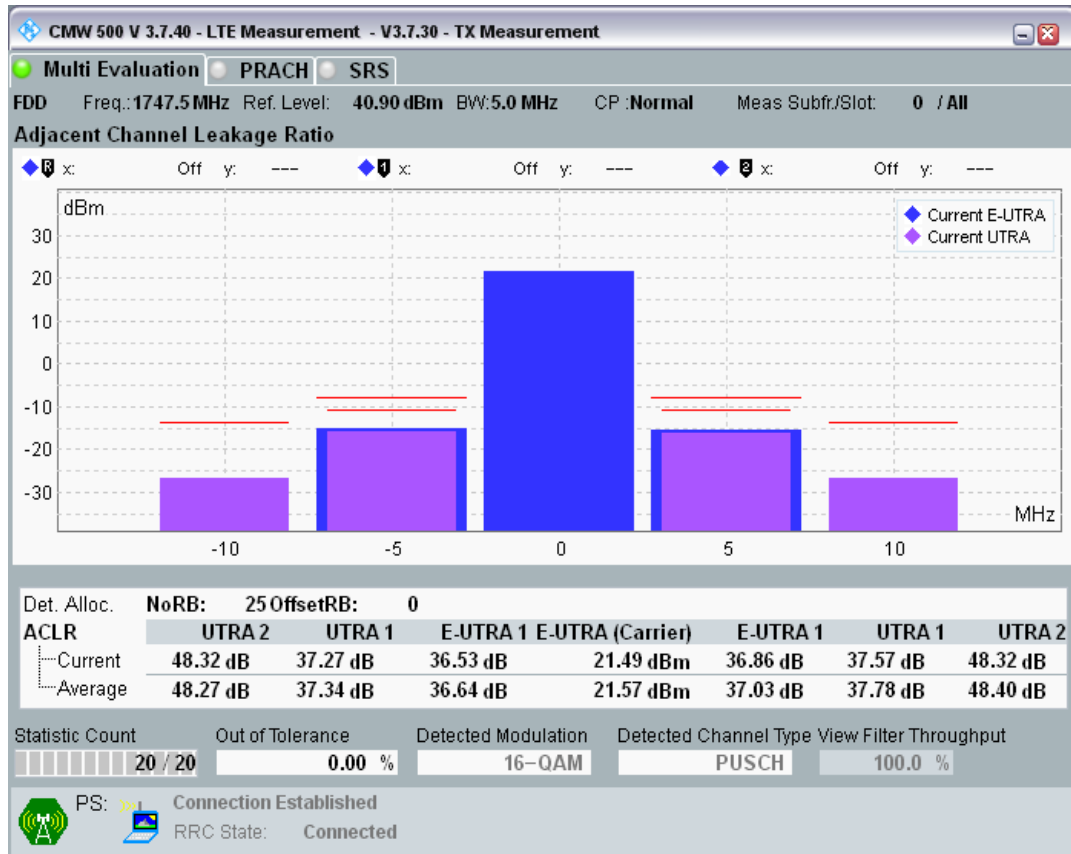 CMW 500 V 3.7.40 - LTE Measurement - V3.7.30 - TX Measurement
Multi Evaluation PRACH SRS
FDD Freq.:1747.5 MHz Ref. Level: 40.90 dBm BW:5.0 MHz CP :Normal Meas Subfr./Slot: 0 / All
Adjacent Channel Leakage Ratio
R x: Off y: --- 1 x: Off y: --- 2 x: Off y: ---
dBm
Current E-UTRA
Current UTRA
30
20
10
0
-10
-20
-30
MHz
-10 -5 0 5 10
Det. Alloc. NoRB: 25 OffsetRB: 0
ACLR UTRA 2 UTRA 1 E-UTRA 1 E-UTRA (Carrier) E-UTRA 1 UTRA 1 UTRA 2
Current 48.32 dB 37.27 dB 36.53 dB 21.49 dBm 36.86 dB 37.57 dB 48.32 dB
Average 48.27 dB 37.34 dB 36.64 dB 21.57 dBm 37.03 dB 37.78 dB 48.40 dB
Statistic Count Out of Tolerance Detected Modulation Detected Channel Type View Filter Throughput
20 / 20 0.00 % 16-QAM PUSCH 100.0 %
PS: Connection Established
RRC State: Connected